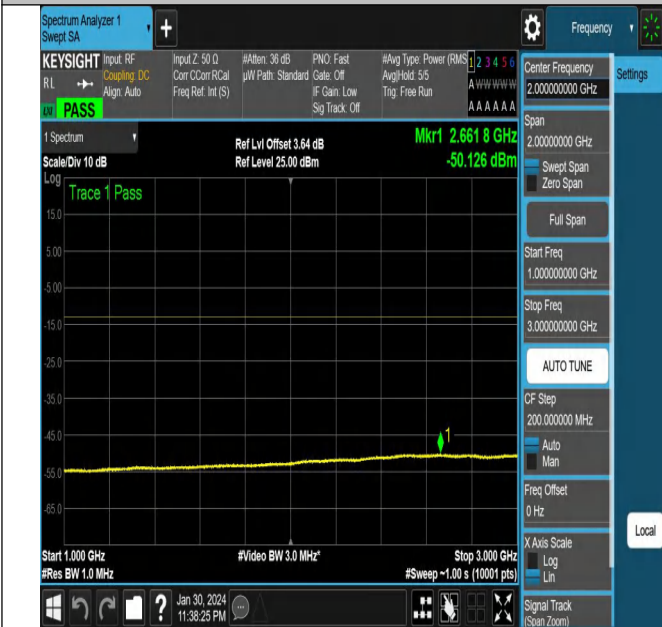 Spectrum Analyzer 1
Swept SA
Frequency
KEYSIGHT
RL
PASS
Input: RF
Coupling: DC
Align: Auto
Input Z: 50 Ω
Corr CCorr RCal
Freq Ref: Int (S)
#Atten: 36 dB
µW Path: Standard
PNO: Fast
Gate: Off
IF Gain: Low
Sig Track: Off
#Avg Type: Power (RMS
Avg|Hold: 5/5
Trig: Free Run
1 2 3 4 5 6
A W W W W W
A A A A A A
1 Spectrum
Scale/Div 10 dB
Ref Lvl Offset 3.64 dB
Ref Level 25.00 dBm
Mkr1 2.661 8 GHz
-50.126 dBm
Log
Trace 1 Pass
15.0
5.00
-5.00
-15.0
-25.0
-35.0
-45.0
-55.0
-65.0
1
Start 1.000 GHz
#Res BW 1.0 MHz
#Video BW 3.0 MHz*
Stop 3.000 GHz
#Sweep ~1.00 s (10001 pts)
Jan 30, 2024
11:38:25 PM
Center Frequency
2.00000000 GHz
Settings
Span
2.00000000 GHz
Swept Span
Zero Span
Full Span
Start Freq
1.000000000 GHz
Stop Freq
3.000000000 GHz
AUTO TUNE
CF Step
200.000000 MHz
Auto
Man
Freq Offset
0 Hz
Local
X Axis Scale
Log
Lin
Signal Track
(Span Zoom)